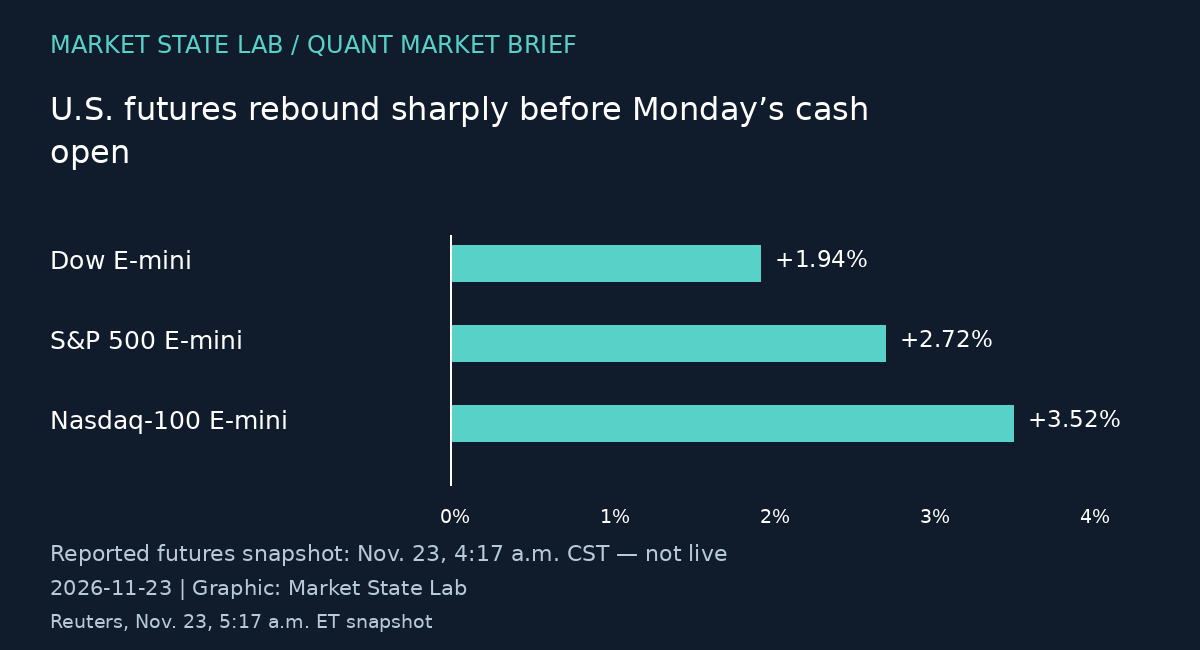 MARKET STATE LAB / QUANT MARKET BRIEF
U.S. futures rebound sharply before Monday’s cash
open
Dow E-mini
+1.94%
S&P 500 E-mini
+2.72%
Nasdaq-100 E-mini
+3.52%
0% 1% 2% 3% 4%
Reported futures snapshot: Nov. 23, 4:17 a.m. CST — not live
2026-11-23 | Graphic: Market State Lab
Reuters, Nov. 23, 5:17 a.m. ET snapshot